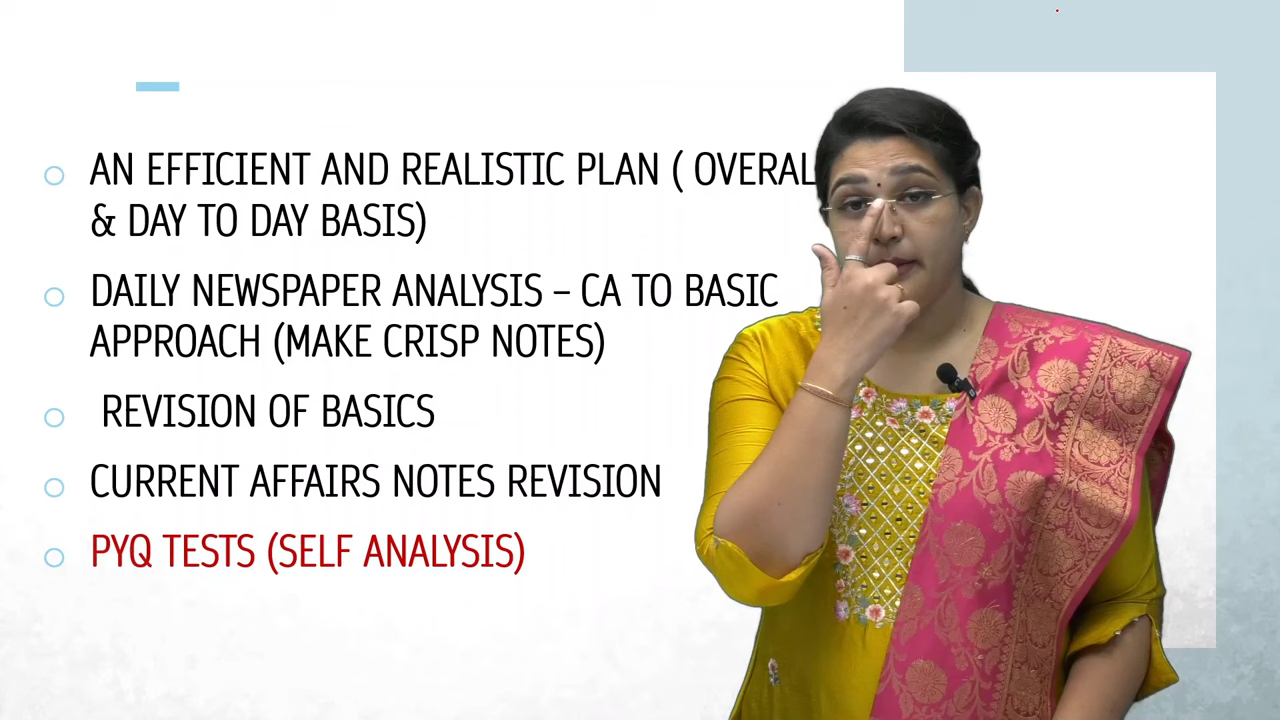 AN EFFICIENT AND REALISTIC PLAN ( OVERAL
& DAY TO DAY BASIS)
DAILY NEWSPAPER ANALYSIS – CA TO BASIC
APPROACH (MAKE CRISP NOTES)
REVISION OF BASICS
CURRENT AFFAIRS NOTES REVISION
PYQ TESTS (SELF ANALYSIS)